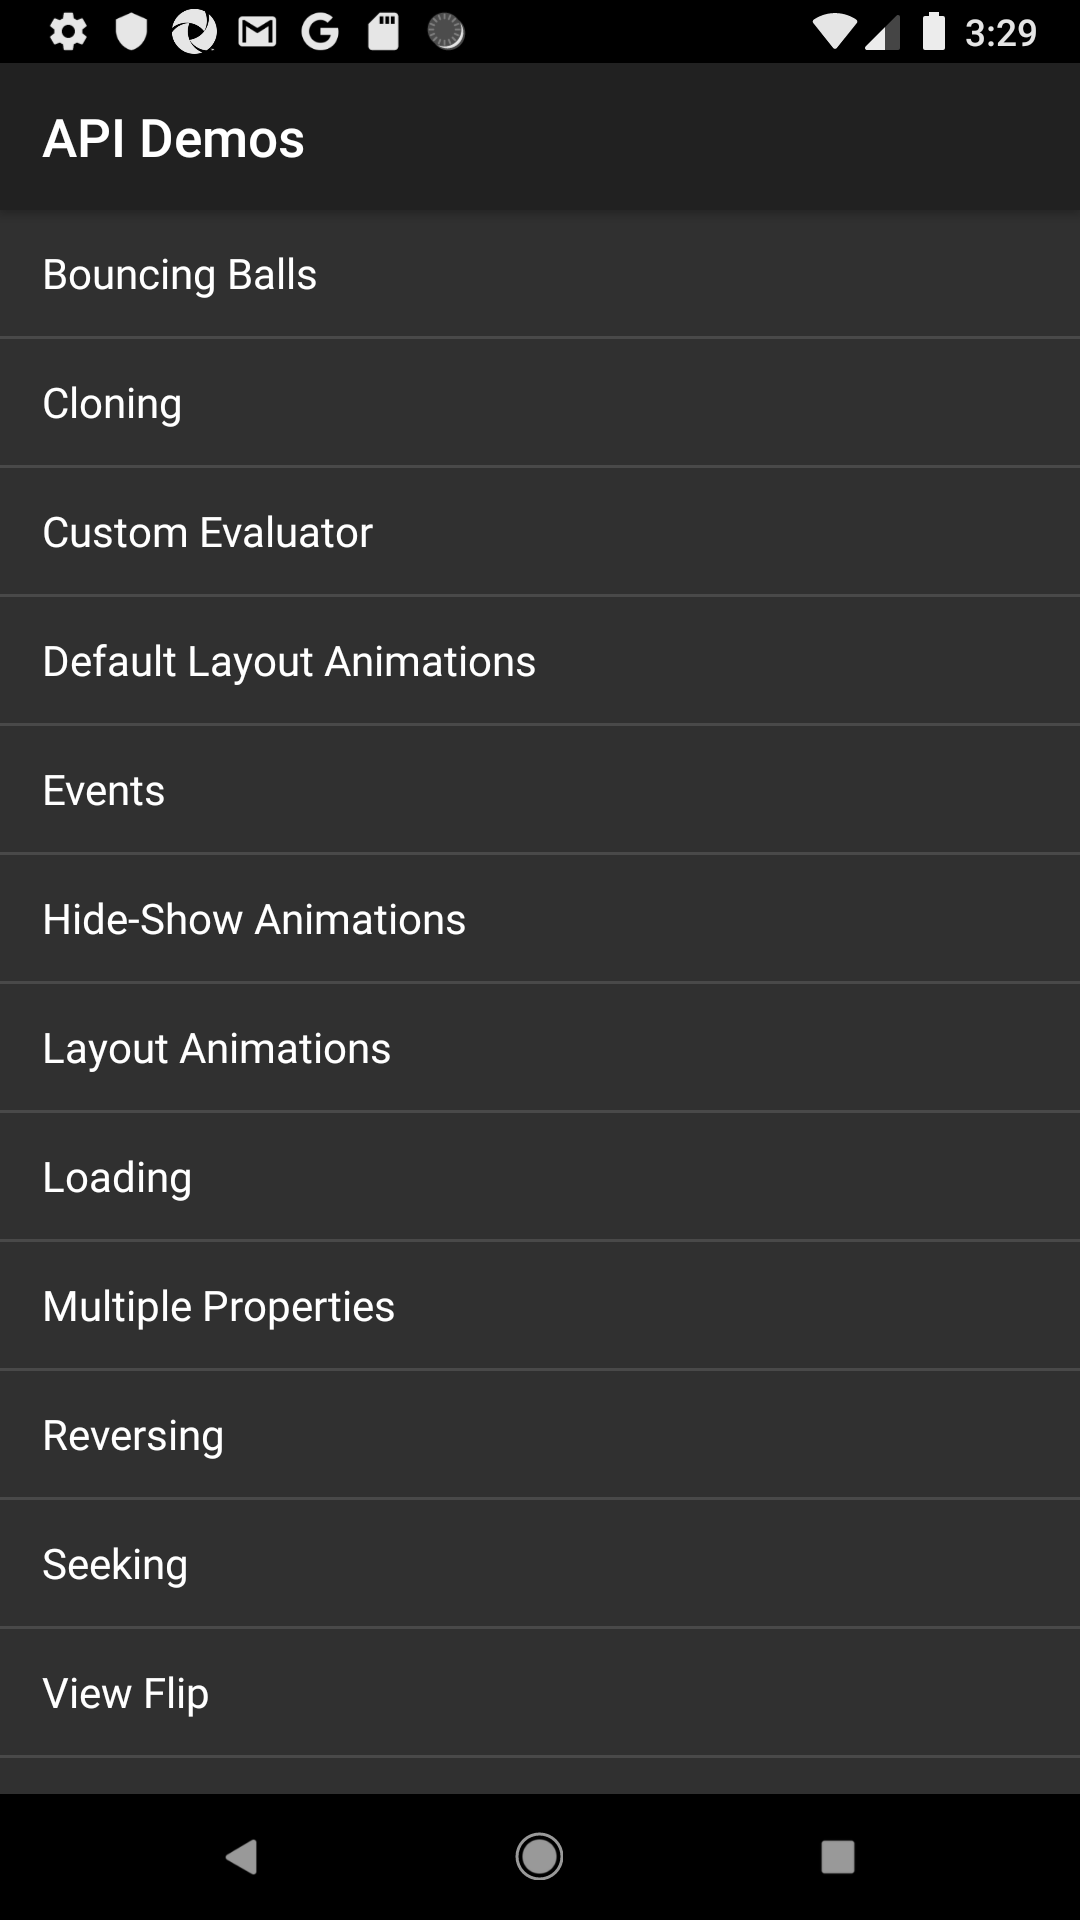 3:29
API Demos
Bouncing Balls
Cloning
Custom Evaluator
Default Layout Animations
Events
Hide-Show Animations
Layout Animations
Loading
Multiple Properties
Reversing
Seeking
View Flip